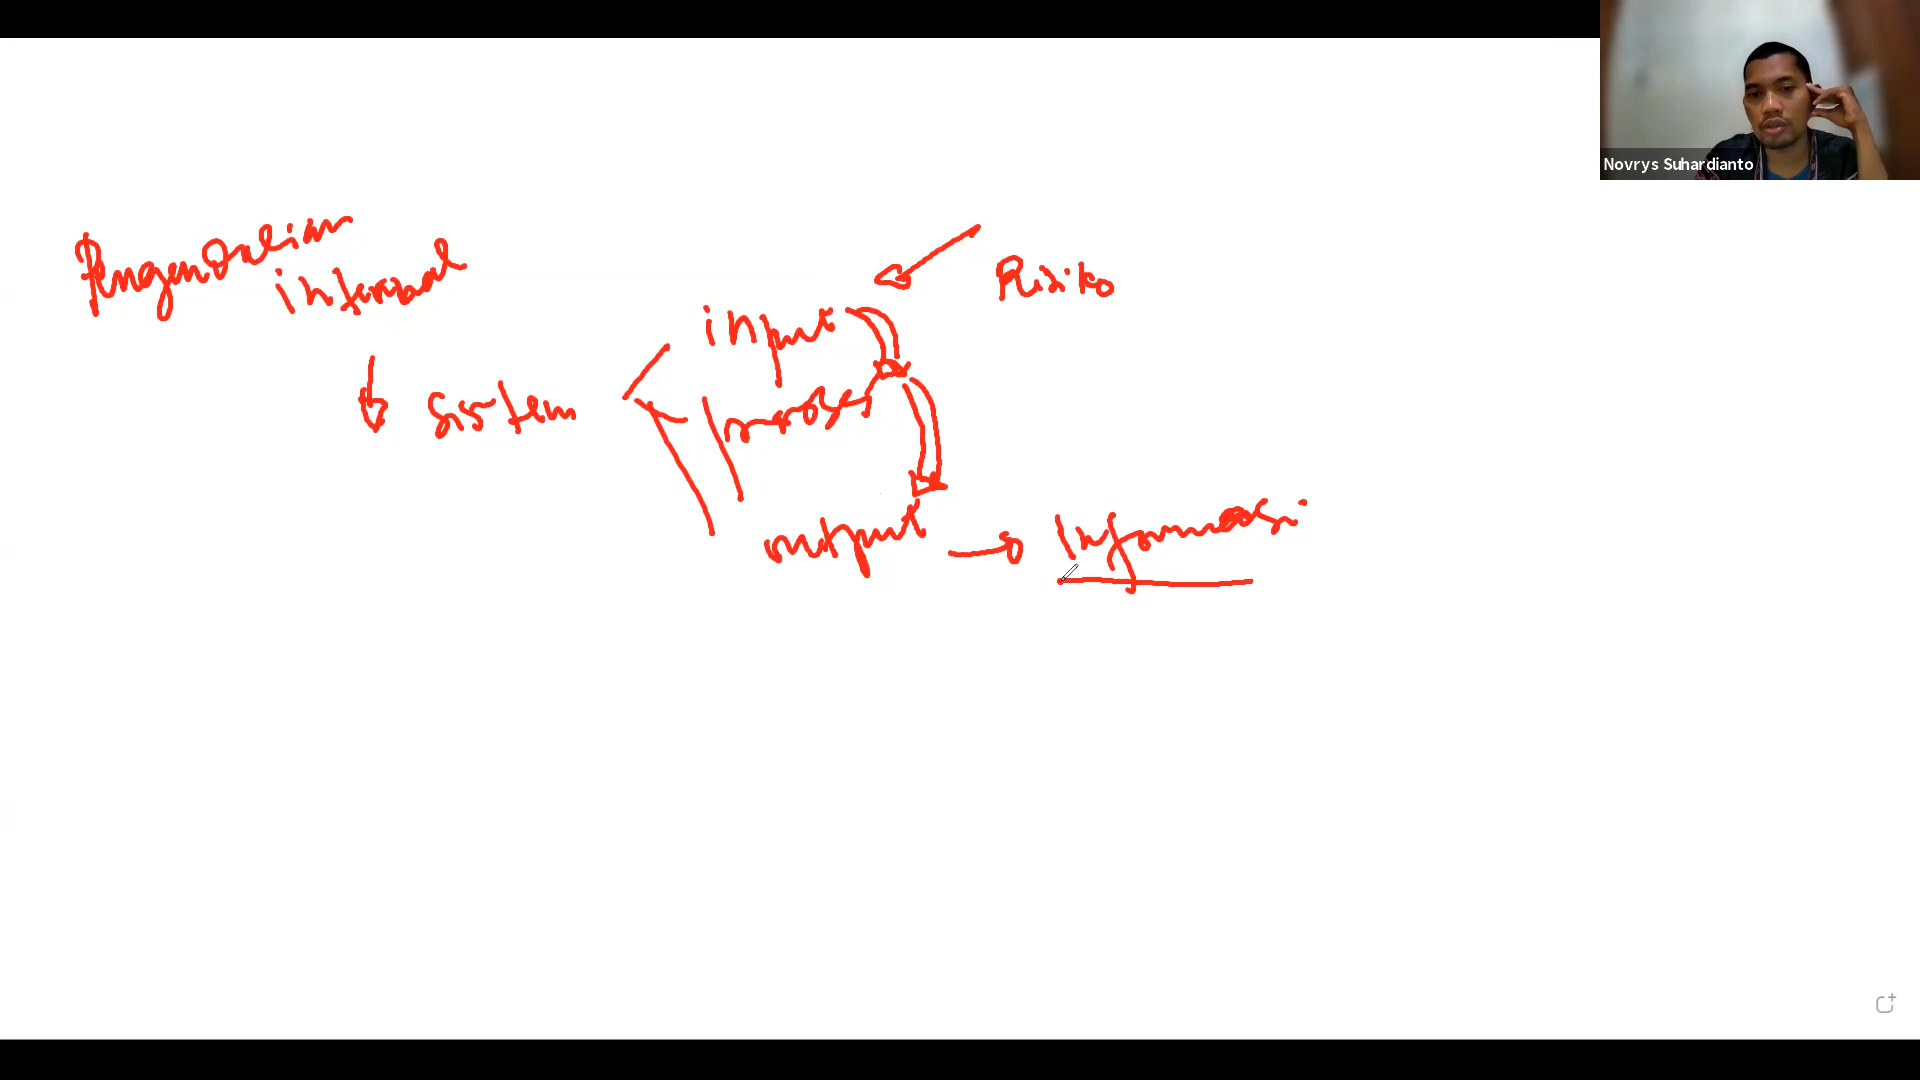 Novrys Suhardianto
Pengendalian
internal
Risiko
input
sistem
proses
output
Informasi